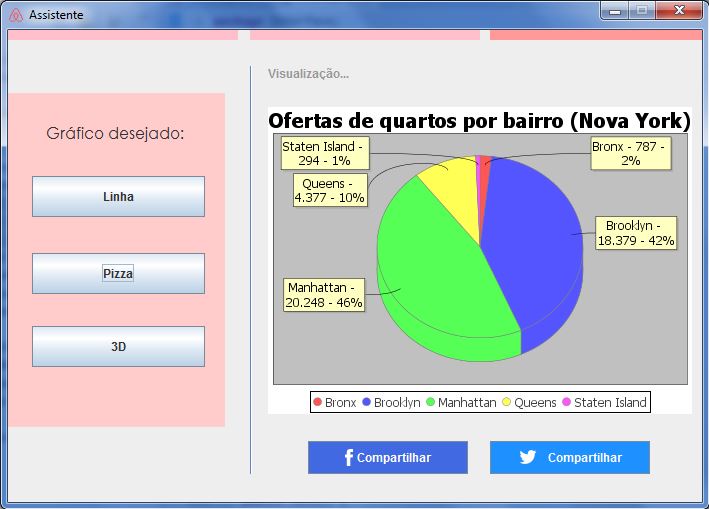 Assistente
Visualização...
Gráfico desejado:
Linha
Pizza
3D
Ofertas de quartos por bairro (Nova York)
Staten Island -
294 - 1%
Bronx - 787 -
2%
Queens -
4.377 - 10%
Brooklyn -
18.379 - 42%
Manhattan -
20.248 - 46%
Bronx Brooklyn Manhattan Queens Staten Island
Compartilhar
Compartilhar